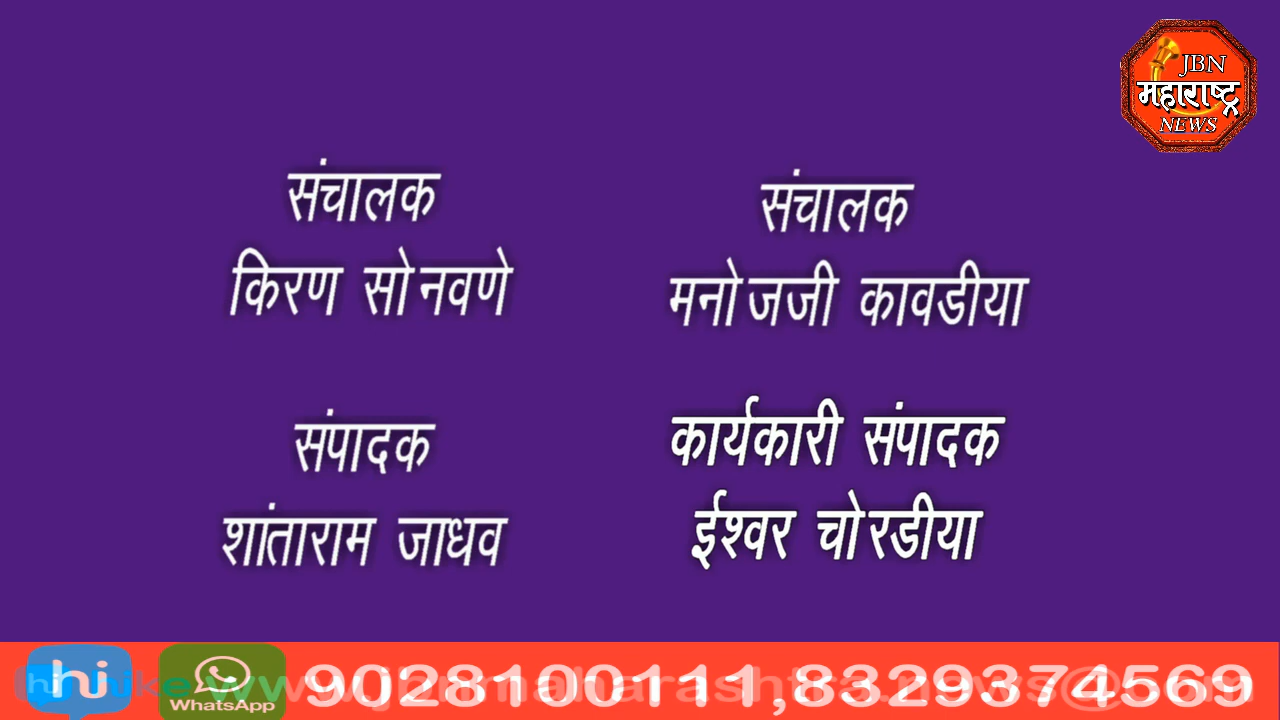 JBN
महाराष्ट्र
NEWS
संचालक
किरण सोनवणे
संचालक
मनोजजी कावडीया
संपादक
शांताराम जाधव
कार्यकारी संपादक
ईश्वर चोरडीया
hi
WhatsApp
9028100111,8329374569